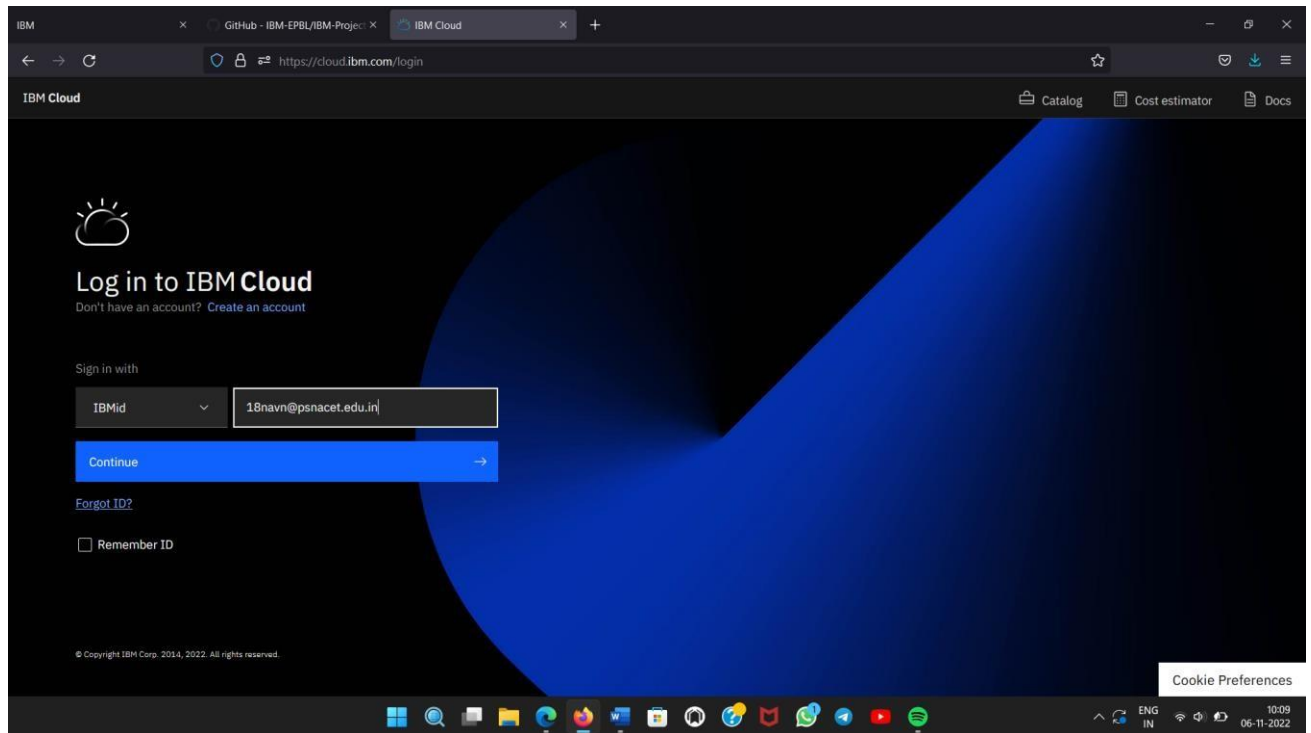 IBM
GitHub - IBM-EPBL/IBM-Project
IBM Cloud
https://cloud.ibm.com/login
IBM Cloud
Catalog
Cost estimator
Docs
Log in to IBM Cloud
Don't have an account? Create an account
Sign in with
IBMid
18navn@psnacet.edu.in
Continue
Forgot ID?
Remember ID
© Copyright IBM Corp. 2014, 2022. All rights reserved.
Cookie Preferences
ENG
IN
10:09
06-11-2022